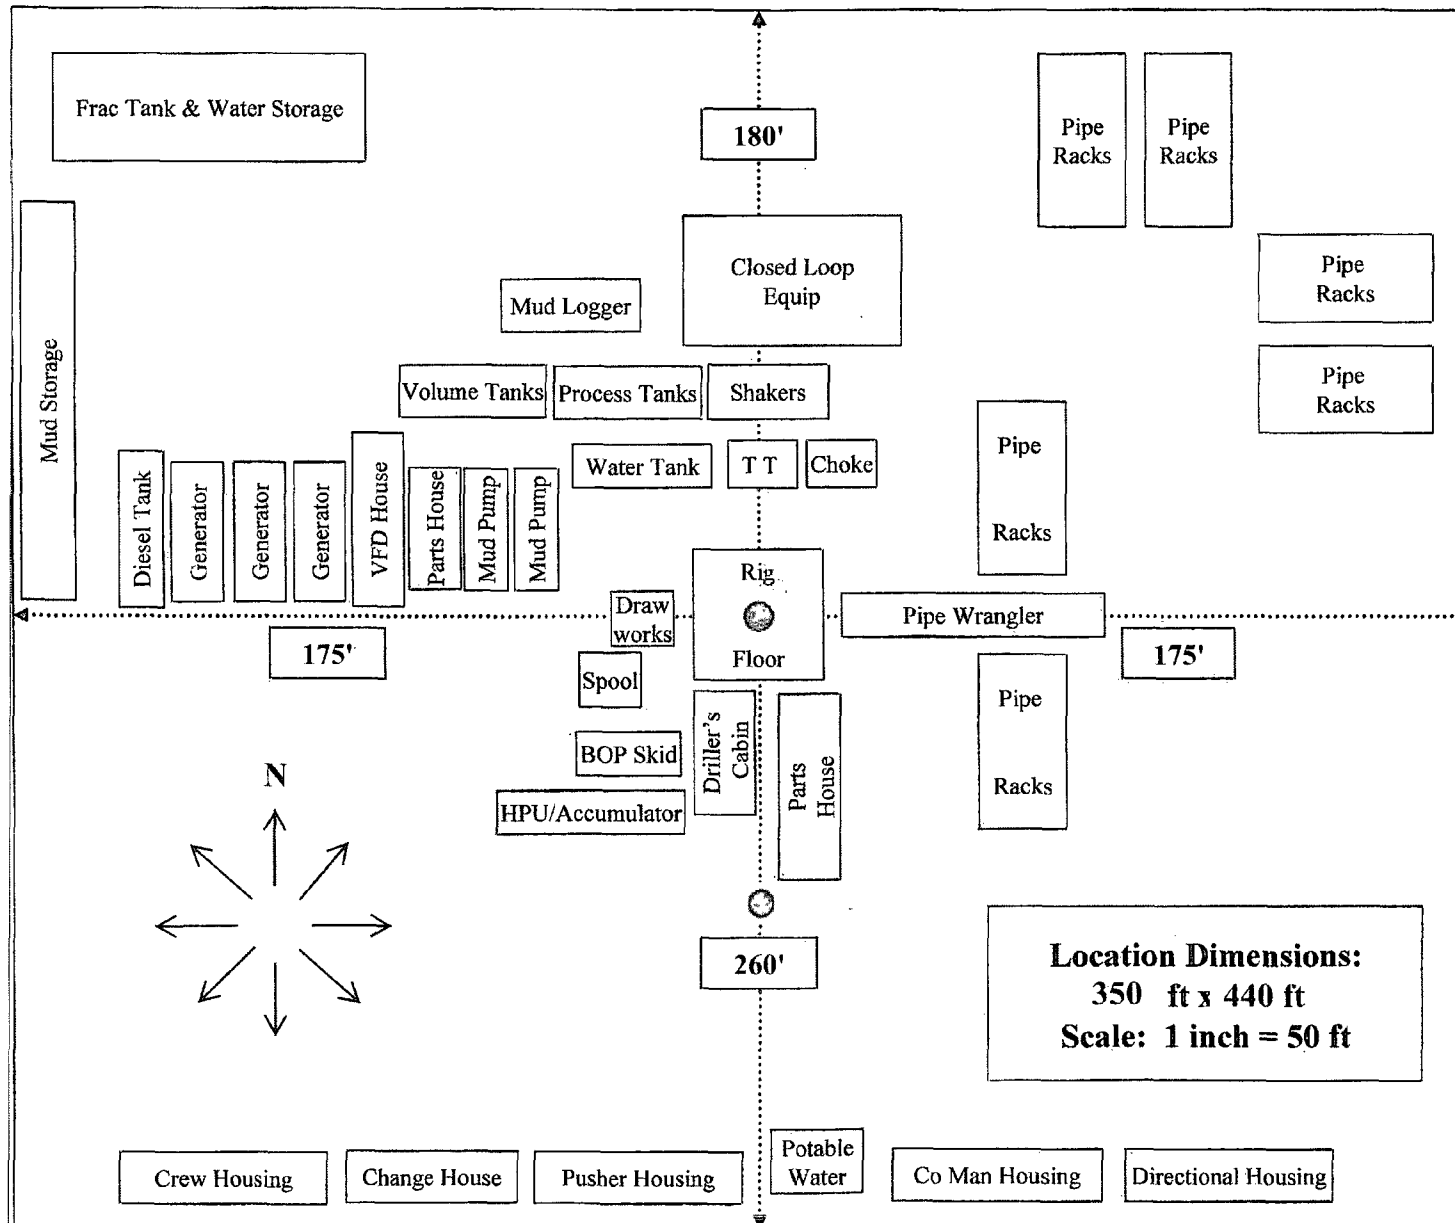 Frac Tank & Water Storage
180'
Pipe
Racks
Pipe
Racks
Closed Loop
Equip
Pipe
Racks
Mud Logger
Mud Storage
Volume Tanks
Process Tanks
Shakers
Pipe
Racks
Diesel Tank
Generator
Generator
Generator
VFD House
Parts House
Mud Pump
Mud Pump
Water Tank
T T
Choke
Pipe
Racks
Rig
Floor
Draw
works
Pipe Wrangler
175'
175'
Spool
Driller's
Cabin
Parts
House
Pipe
Racks
BOP Skid
HPU/Accumulator
N
260'
Location Dimensions:
350 ft x 440 ft
Scale: 1 inch = 50 ft
Crew Housing
Change House
Pusher Housing
Potable
Water
Co Man Housing
Directional Housing